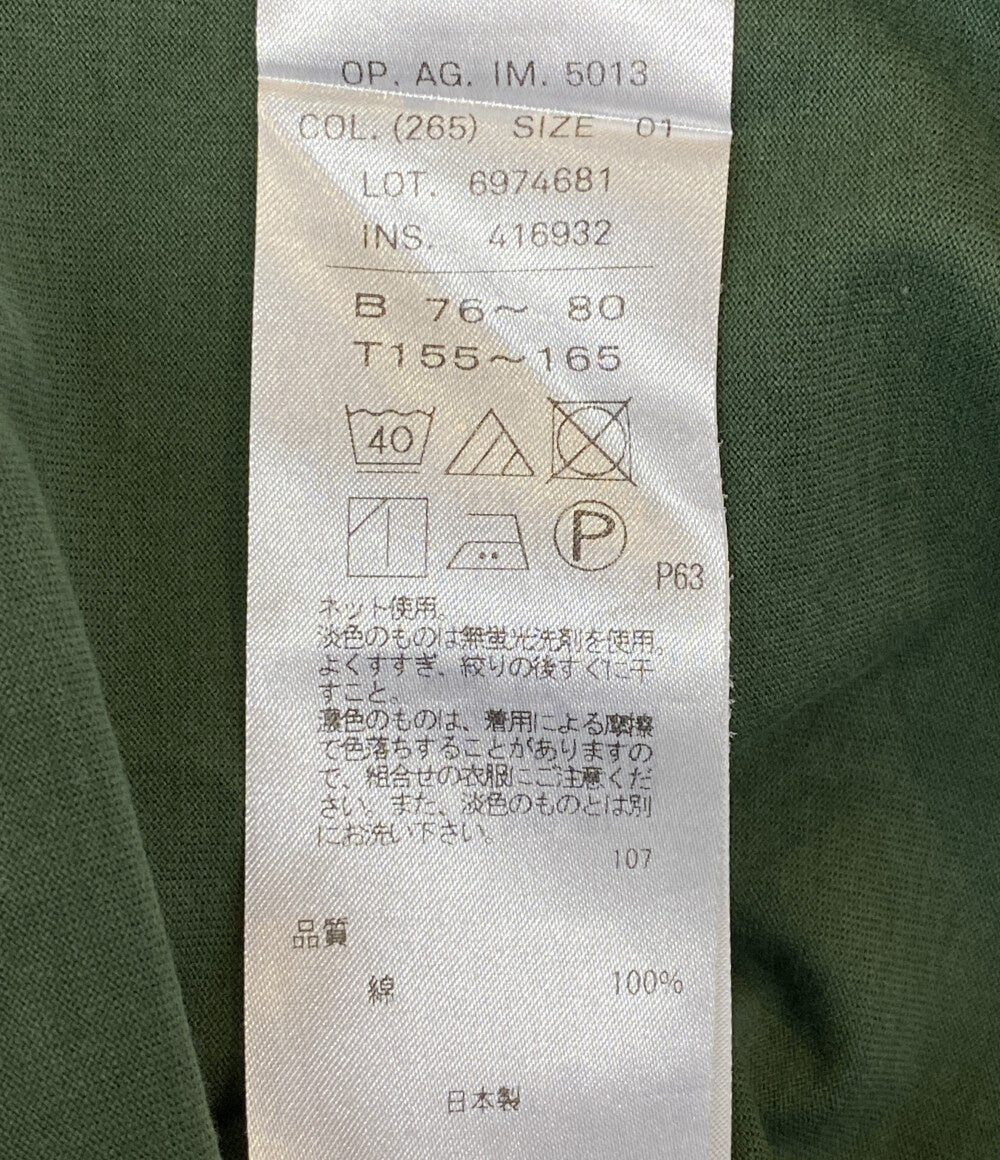 OP. AG. IM. 5013
COL. (265) SIZE 01
LOT. 6974681
INS. 416932
B 76〜 80
T155〜165
40
P
P63
ネット使用。
淡色のものは無蛍光洗剤を使用。
よくすすぎ、絞りの後すぐに干
すこと。
濃色のものは、着用による摩擦
で色落ちすることがありますの
で、組合せの衣服にご注意くだ
さい。また、淡色のものとは別
にお洗い下さい。
107
品質
綿 100%
日本製